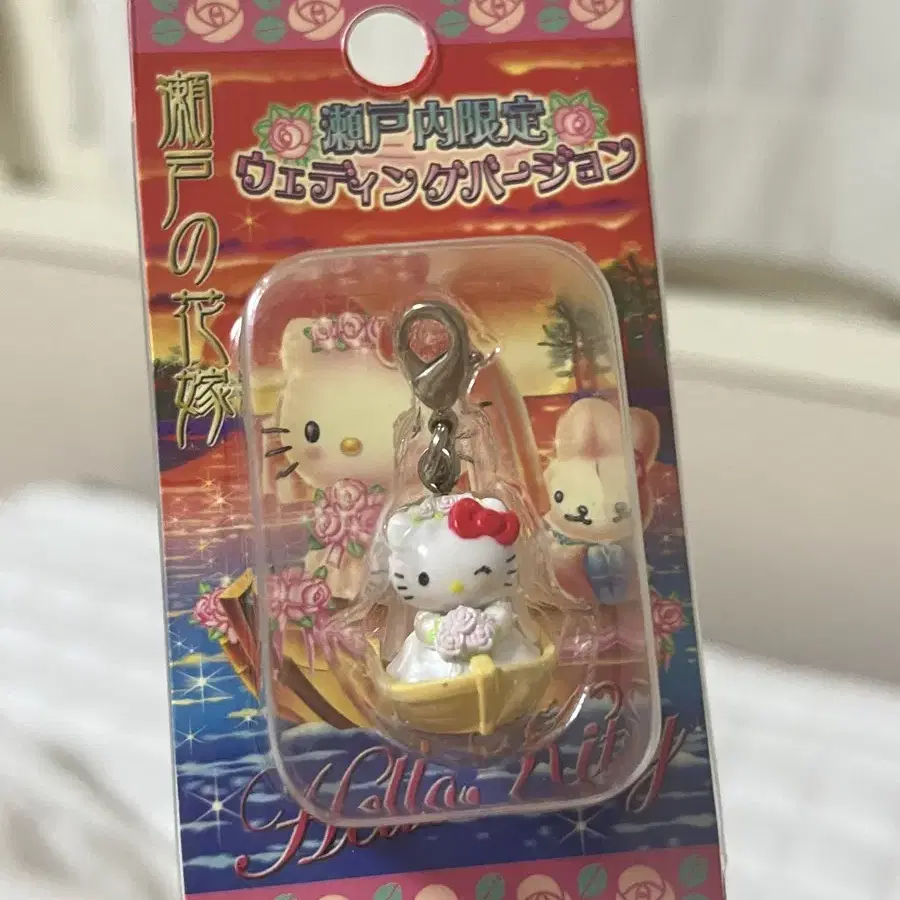 瀬戸内限定
ウェディングバージョン
瀬戸の花嫁
Hello Kitty